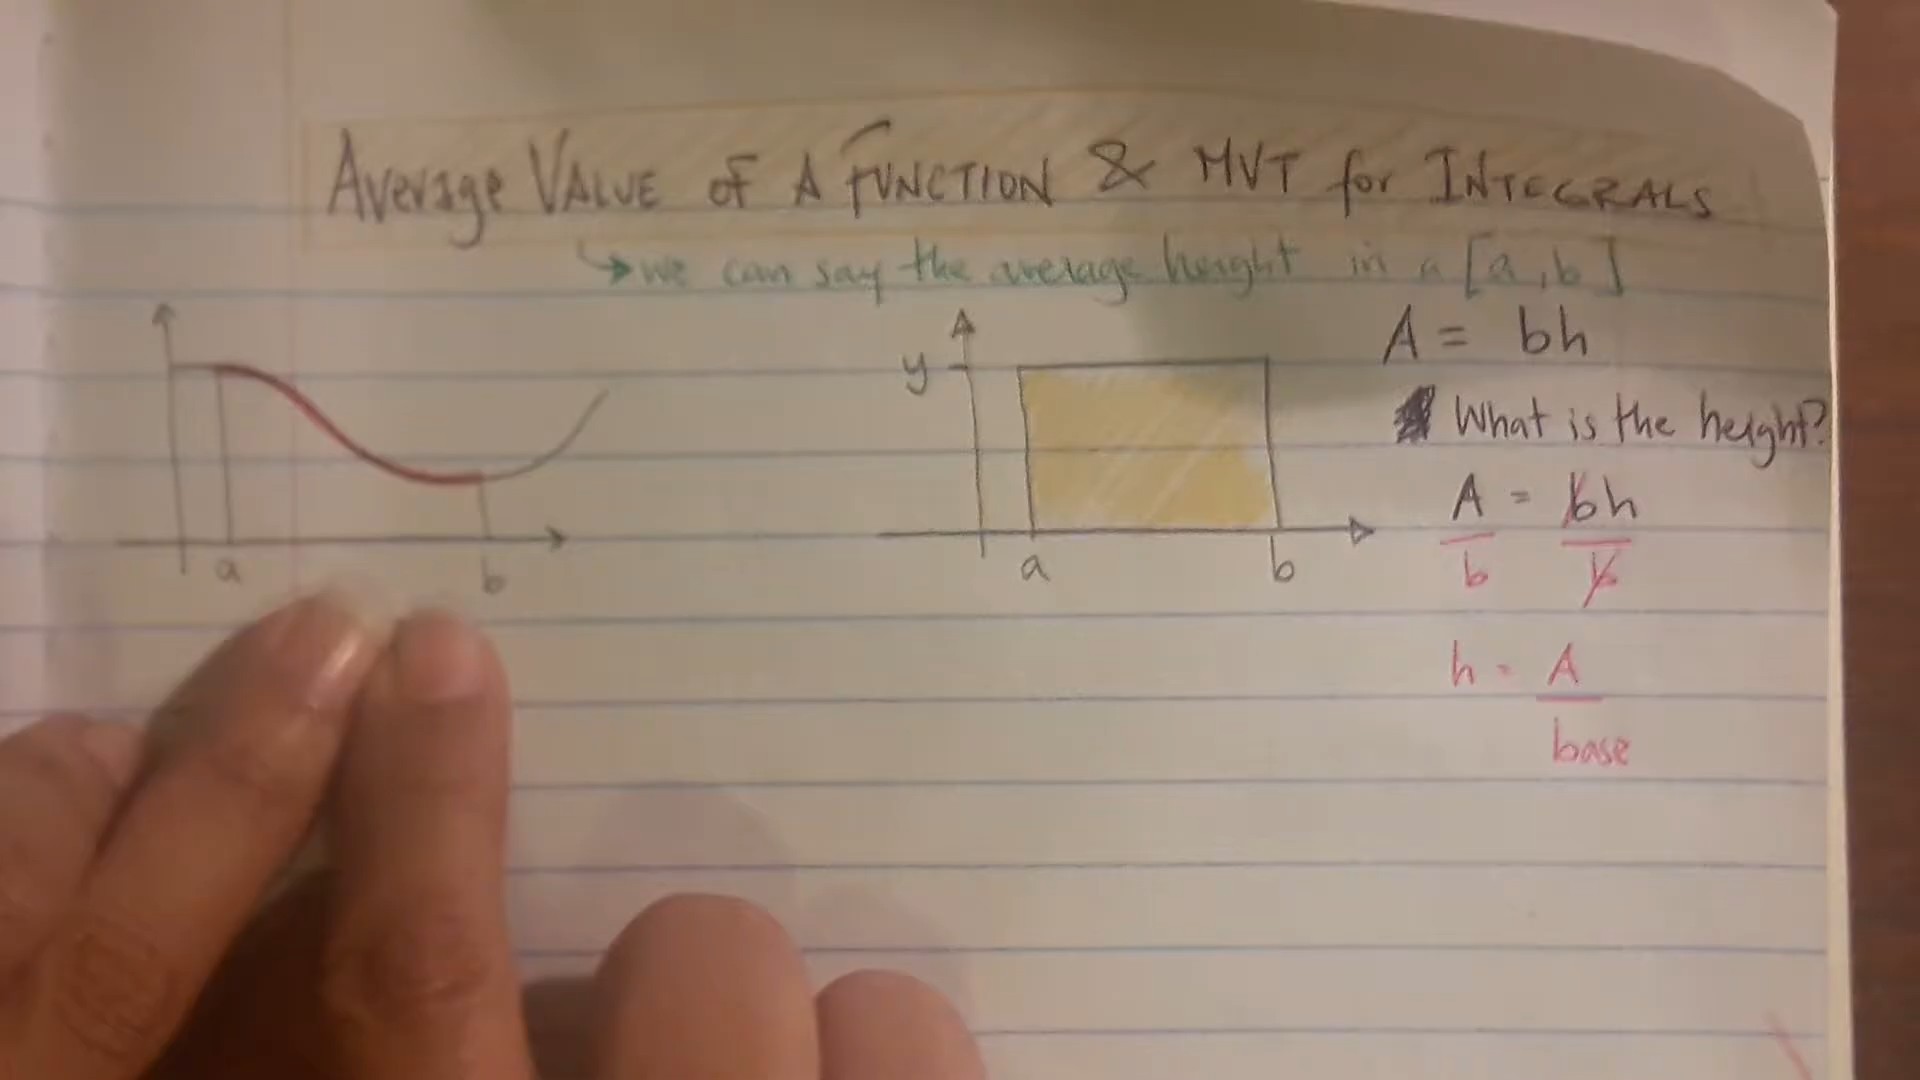 Average VALUE of A FUNCTION & MVT for INTEGRALS
→ we can say the average height in a [a,b]
a b
y
a b
A = bh
What is the height?
A = bh
b b
h = A
base